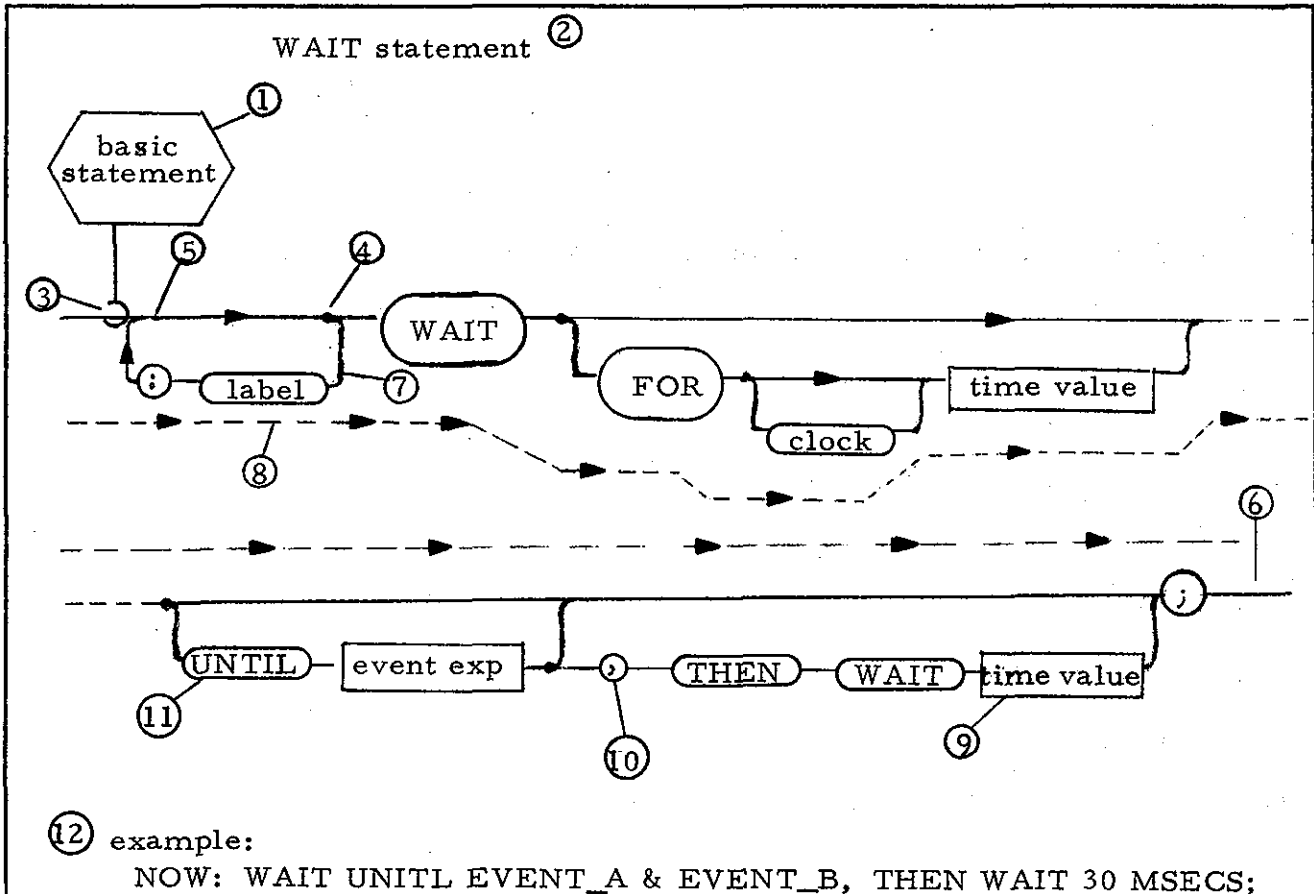 WAIT statement ②
①
basic
statement
③
⑤
④
WAIT
: label
⑦
FOR
time value
clock
⑧
⑥
;
UNTIL event exp , THEN WAIT time value
⑪
⑩
⑨
⑫ example:
NOW: WAIT UNITL EVENT_A & EVENT_B, THEN WAIT 30 MSECS;